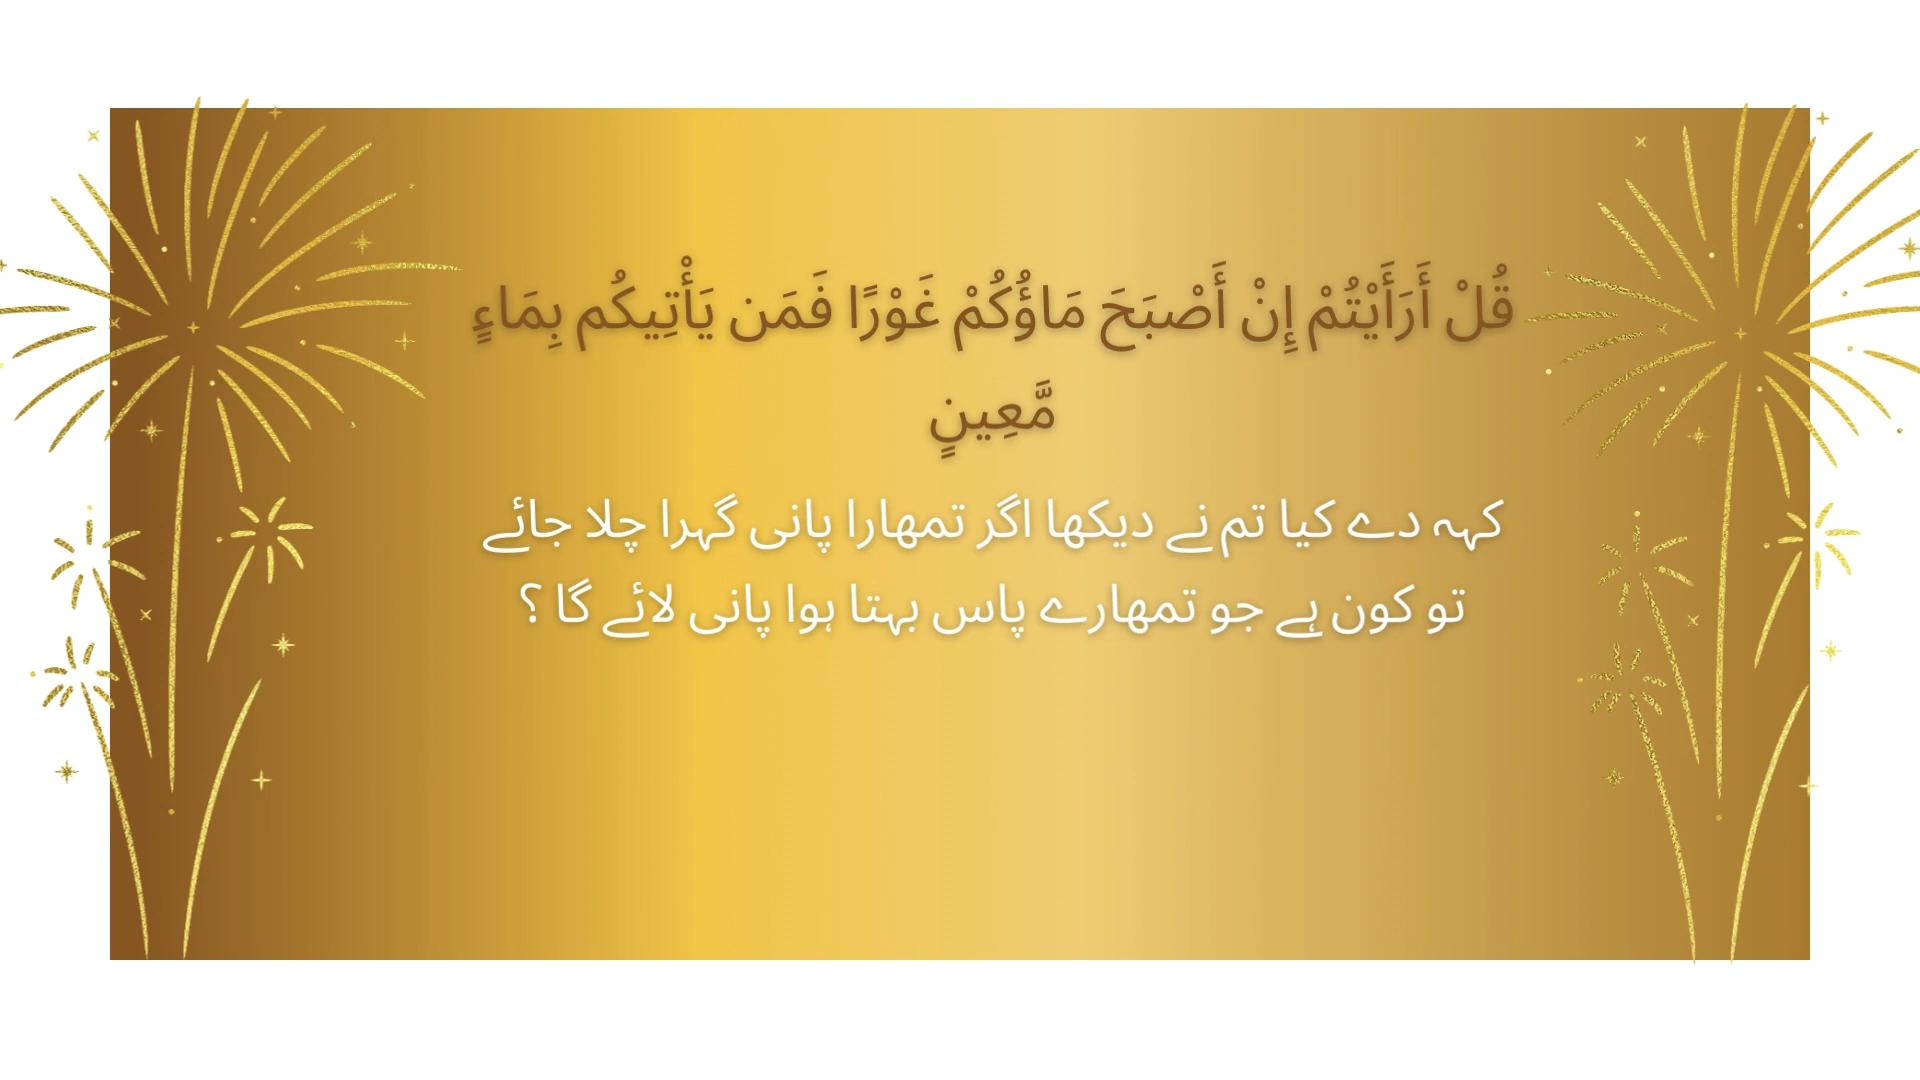 قُلْ أَرَأَيْتُمْ إِنْ أَصْبَحَ مَاؤُكُمْ غَوْرًا فَمَن يَأْتِيكُم بِمَاءٍ
مَّعِينٍ
کہہ دے کیا تم نے دیکھا اگر تمھارا پانی گہرا چلا جائے
تو کون ہے جو تمھارے پاس بہتا ہوا پانی لائے گا ؟